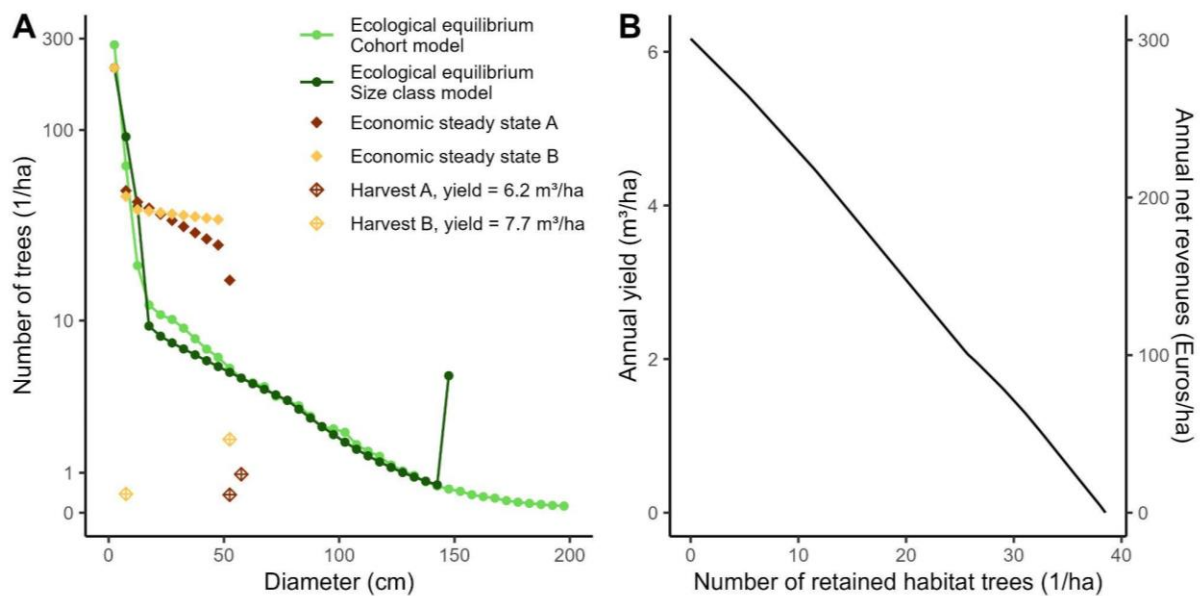 A
Number of trees (1/ha)
300
100
10
1
0
0
50
100
150
200
Diameter (cm)
Ecological equilibrium
Cohort model
Ecological equilibrium
Size class model
Economic steady state A
Economic steady state B
Harvest A, yield = 6.2 m³/ha
Harvest B, yield = 7.7 m³/ha
B
Annual yield (m³/ha)
6
4
2
0
0
10
20
30
40
Number of retained habitat trees (1/ha)
300
200
100
0
Annual net revenues (Euros/ha)